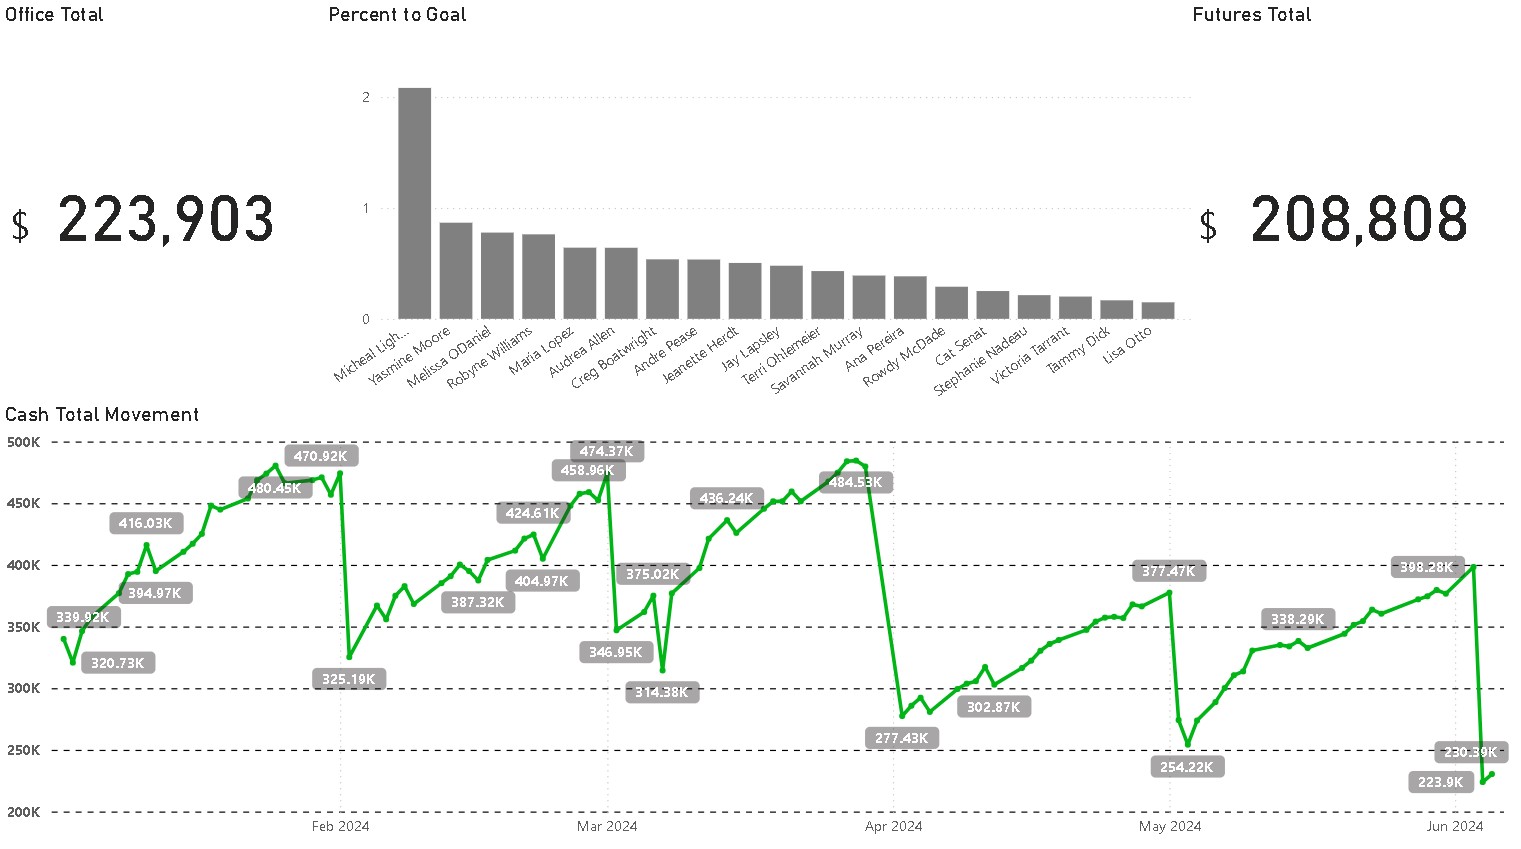 Office Total
Percent to Goal
Futures Total
2
1
0
$ 223,903
$ 208,808
Micheal Ligh...
Yasmine Moore
Melissa ODaniel
Robyne Williams
Maria Lopez
Audrea Allen
Creg Boatwright
Andre Pease
Jeanette Herdt
Jay Lapsley
Terri Ohlemeier
Savannah Murray
Ana Pereira
Rowdy McDade
Cat Senat
Stephanie Nadeau
Victoria Tarrant
Tammy Dick
Lisa Otto
Cash Total Movement
500K
450K
400K
350K
300K
250K
200K
339.92K
320.73K
394.97K
416.03K
480.45K
470.92K
325.19K
387.32K
424.61K
404.97K
458.96K
474.37K
346.95K
375.02K
314.38K
436.24K
484.53K
277.43K
302.87K
377.47K
254.22K
338.29K
398.28K
230.39K
223.9K
Feb 2024
Mar 2024
Apr 2024
May 2024
Jun 2024